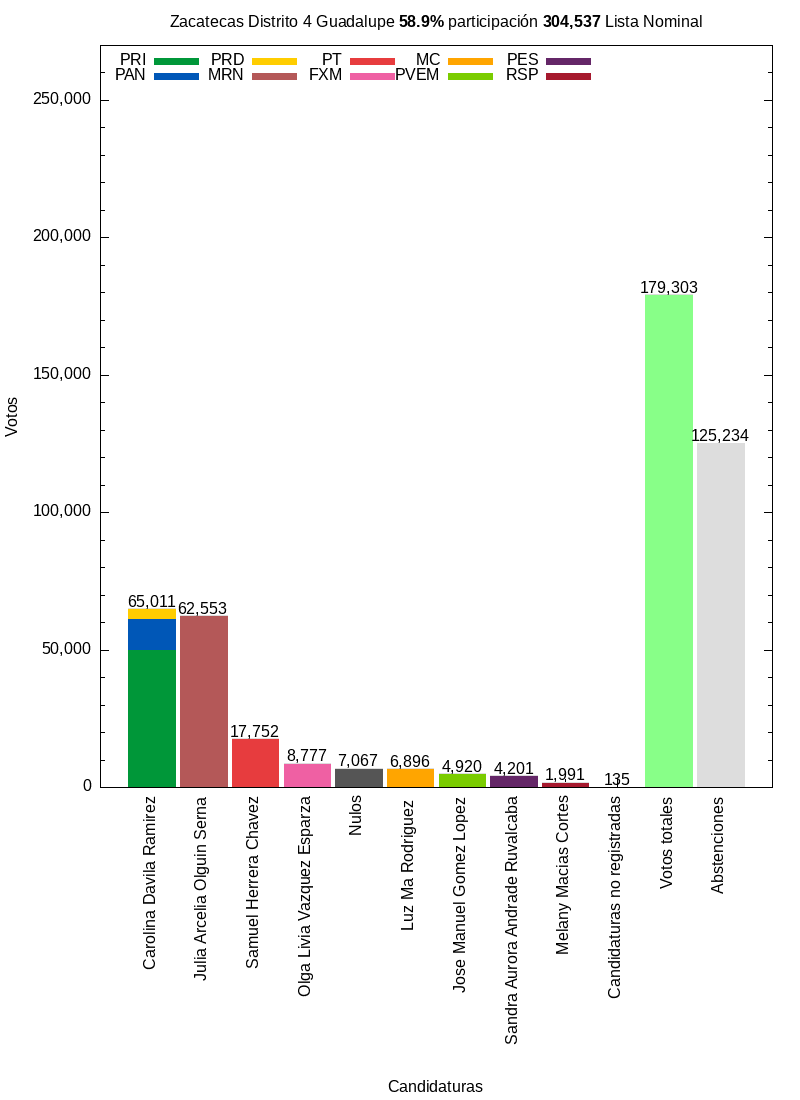 Zacatecas Distrito 4 Guadalupe 58.9% participación 304,537 Lista Nominal
PRI PRD PT MC PES
PAN MRN FXM PVEM RSP
250,000
200,000
150,000
100,000
50,000
0
Votos
65,011
62,553
17,752
8,777
7,067
6,896
4,920
4,201
1,991
135
179,303
125,234
Carolina Davila Ramirez
Julia Arcelia Olguin Serna
Samuel Herrera Chavez
Olga Livia Vazquez Esparza
Nulos
Luz Ma Rodriguez
Jose Manuel Gomez Lopez
Sandra Aurora Andrade Ruvalcaba
Melany Macias Cortes
Candidaturas no registradas
Votos totales
Abstenciones
Candidaturas